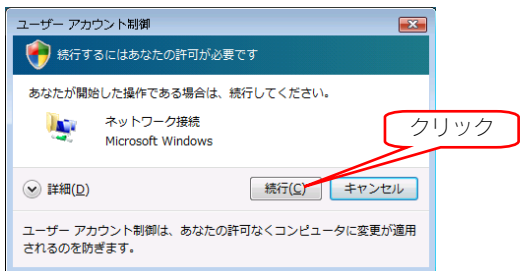 ユーザー アカウント制御
続行するにはあなたの許可が必要です
あなたが開始した操作である場合は、続行してください。
ネットワーク接続
Microsoft Windows
クリック
詳細(D)
続行(C)
キャンセル
ユーザー アカウント制御は、あなたの許可なくコンピュータに変更が適用
されるのを防ぎます。